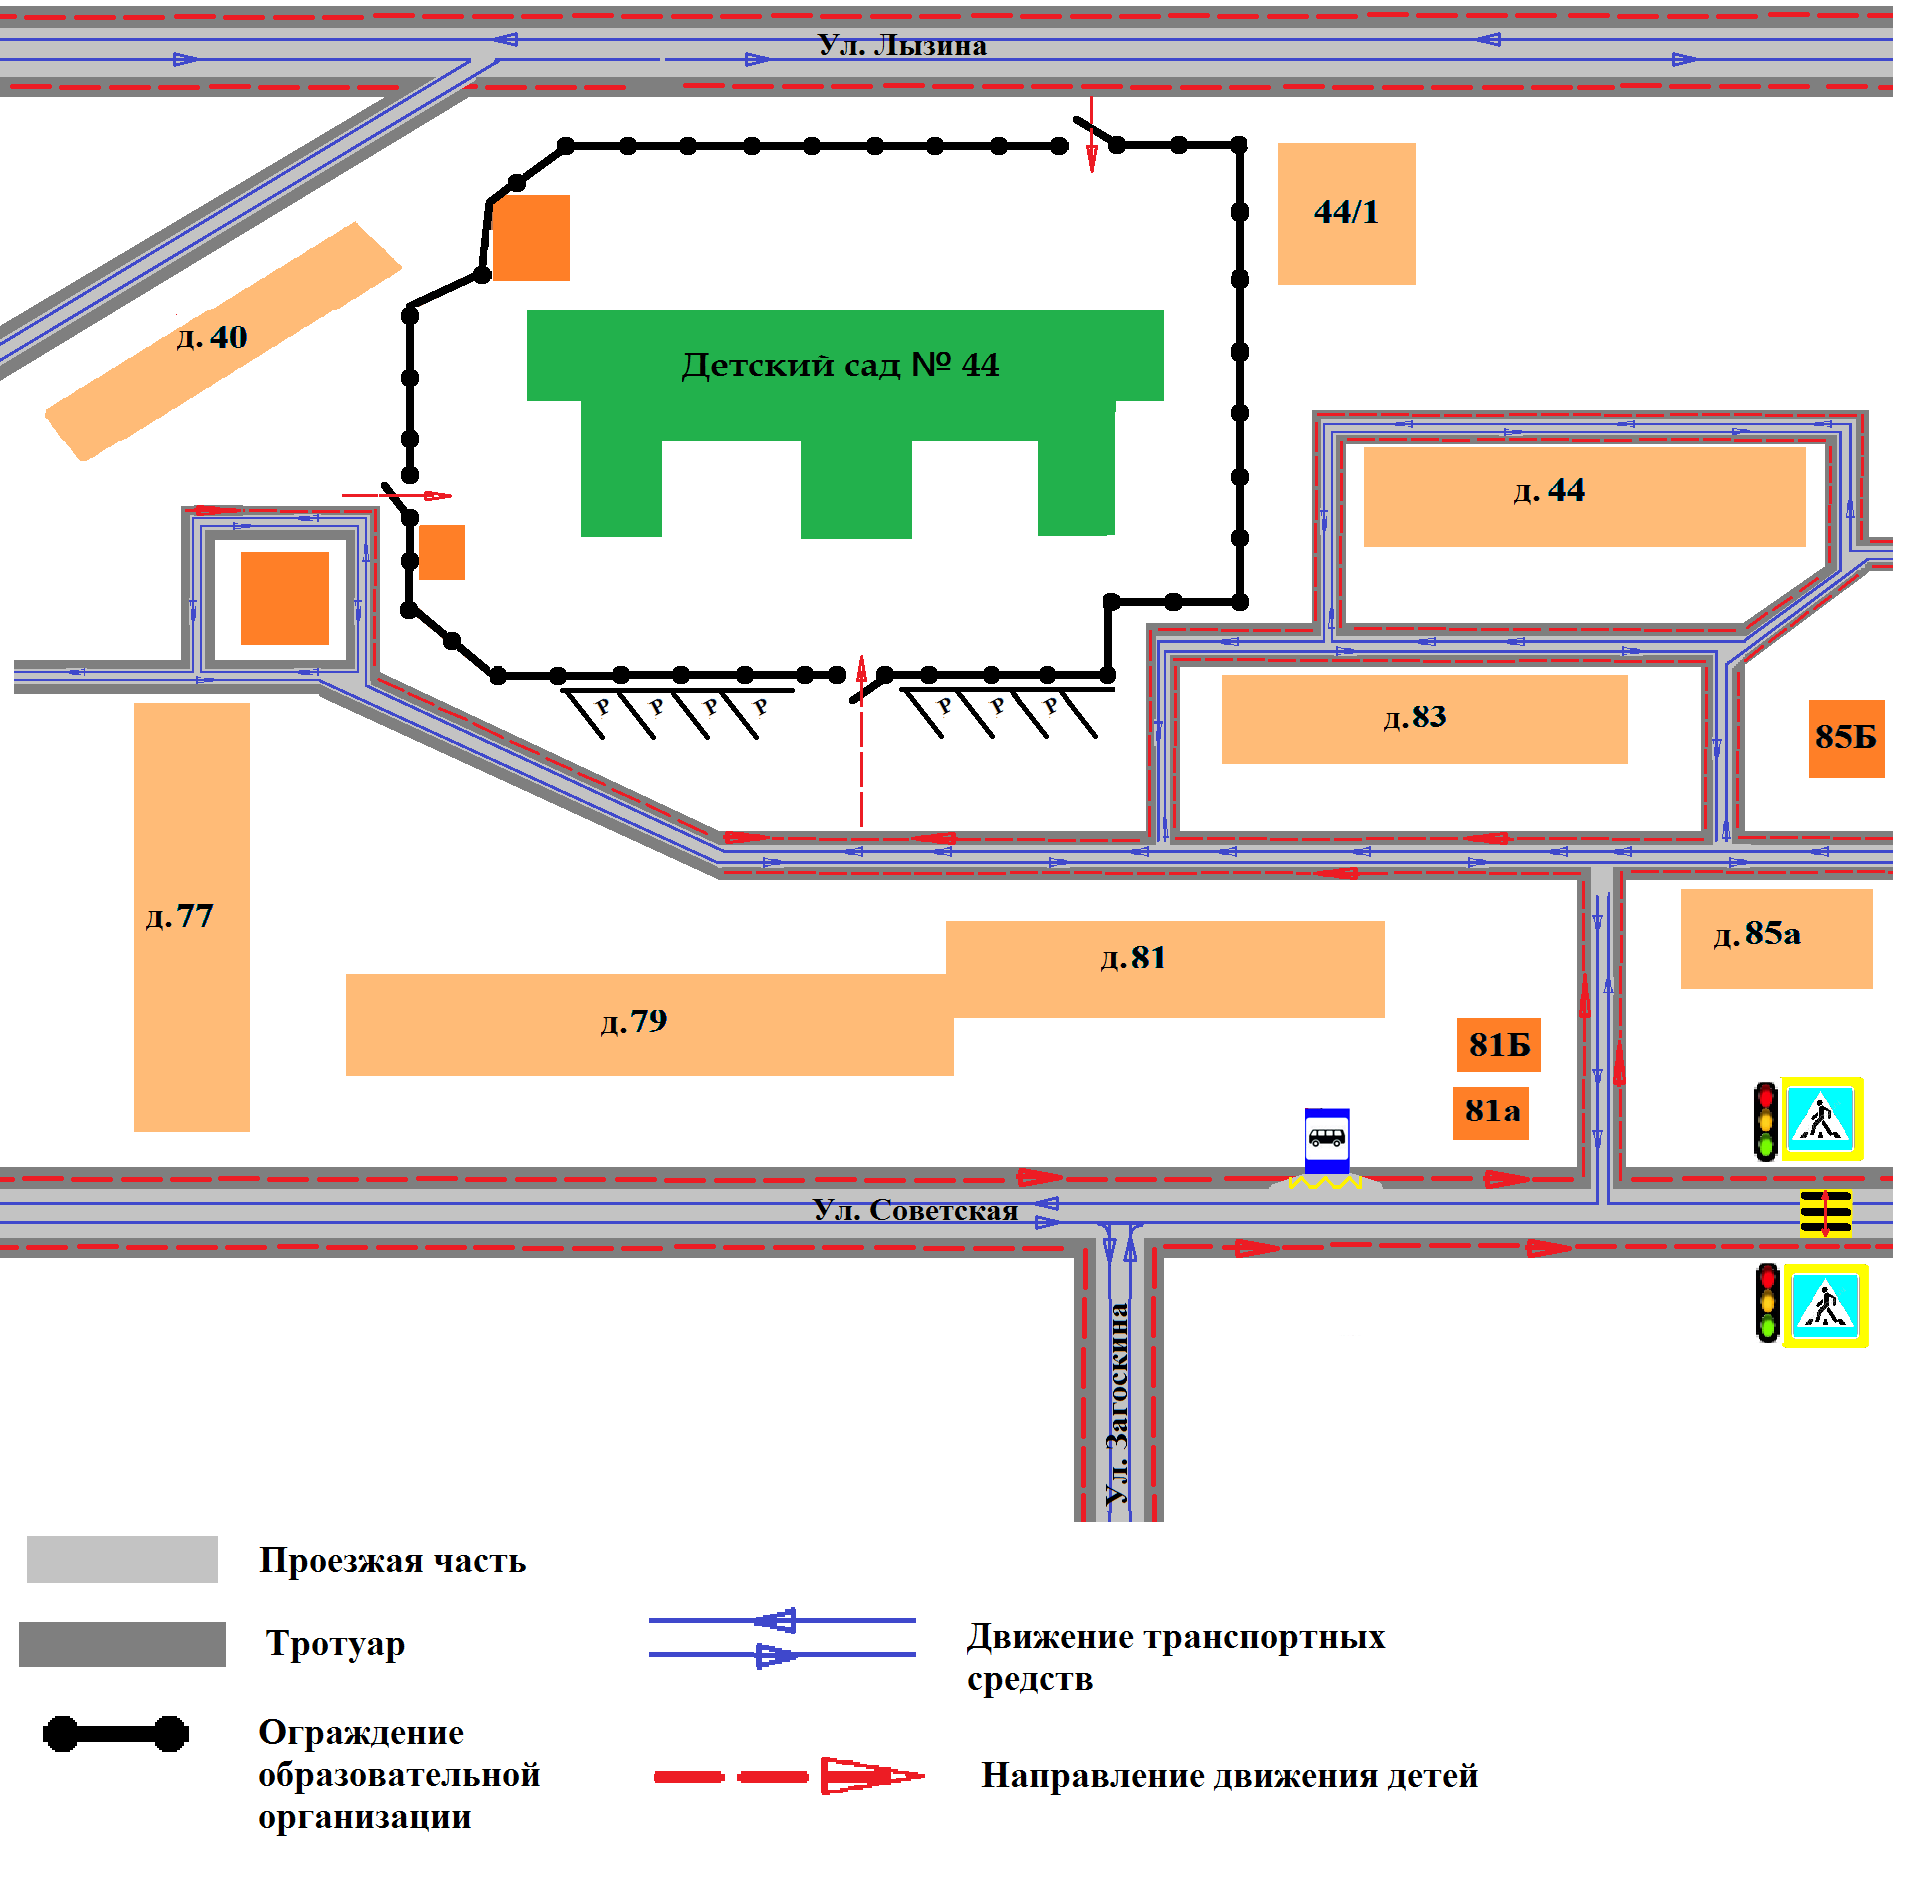 Ул. Лызина
44/1
д. 40
Детский сад № 44
д. 44
P P P P
P P P
д.83
85Б
д.77
д.85а
д.81
д.79
81Б
81а
Ул. Советская
Ул. Загоскина
Проезжая часть
Тротуар
Движение транспортных
средств
Ограждение
образовательной
организации
Направление движения детей